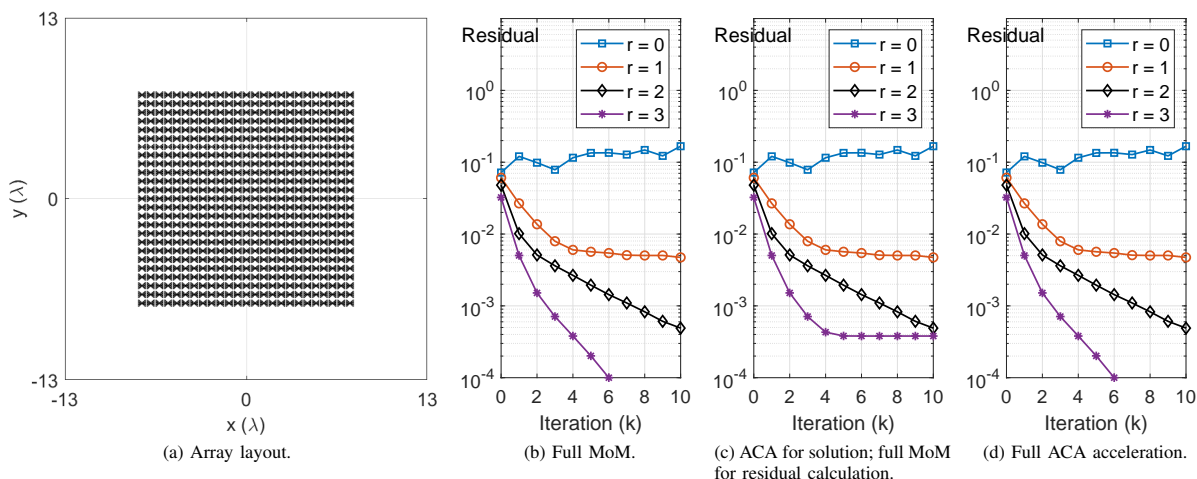 13
0
-13
-13
0
13
y (λ)
x (λ)
(a) Array layout.
Residual
r = 0
r = 1
r = 2
r = 3
10^0
10^-1
10^-2
10^-3
10^-4
0 2 4 6 8 10
Iteration (k)
(b) Full MoM.
Residual
r = 0
r = 1
r = 2
r = 3
10^0
10^-1
10^-2
10^-3
10^-4
0 2 4 6 8 10
Iteration (k)
(c) ACA for solution; full MoM
for residual calculation.
Residual
r = 0
r = 1
r = 2
r = 3
10^0
10^-1
10^-2
10^-3
10^-4
0 2 4 6 8 10
Iteration (k)
(d) Full ACA acceleration.